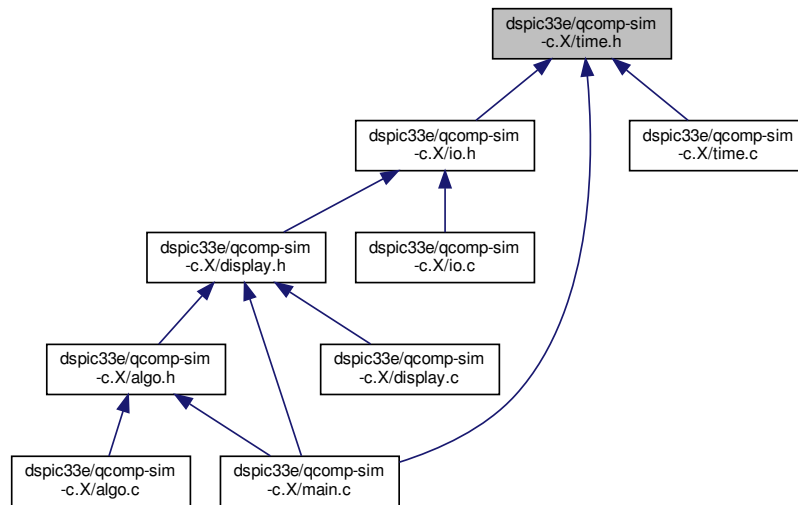 dspic33e/qcomp-sim
-c.X/time.h
dspic33e/qcomp-sim
-c.X/io.h
dspic33e/qcomp-sim
-c.X/time.c
dspic33e/qcomp-sim
-c.X/display.h
dspic33e/qcomp-sim
-c.X/io.c
dspic33e/qcomp-sim
-c.X/algo.h
dspic33e/qcomp-sim
-c.X/display.c
dspic33e/qcomp-sim
-c.X/algo.c
dspic33e/qcomp-sim
-c.X/main.c